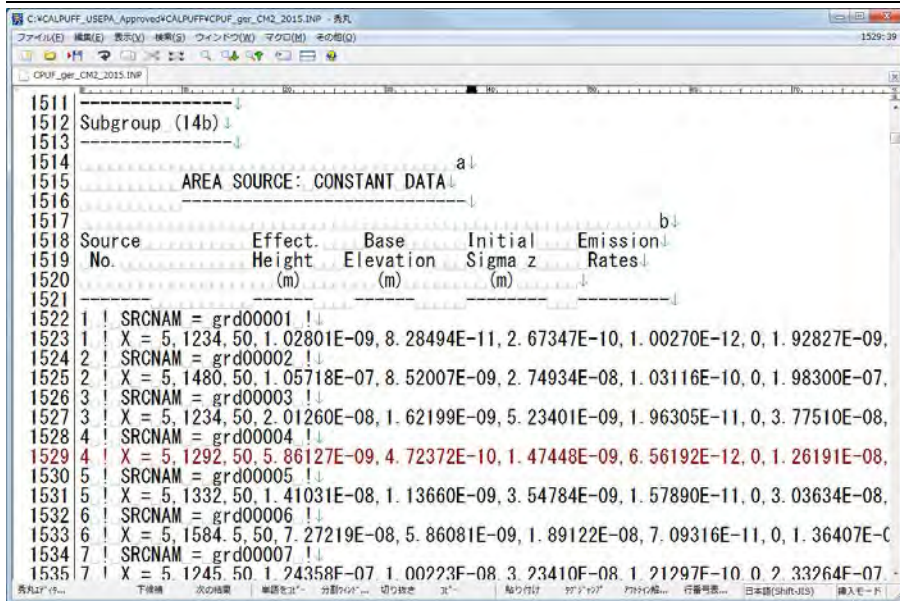 C:¥CALPUFF_USEPA_Approved¥CALPUFF¥CPUF_ger_CM2_2015.INP - 秀丸
ファイル(F) 編集(E) 表示(V) 検索(S) ウィンドウ(W) マクロ(M) その他(O)
1529:39
CPUF_ger_CM2_2015.INP
1511 ----------------↓
1512 Subgroup (14b)↓
1513 ----------------↓
1514 a↓
1515 AREA SOURCE: CONSTANT DATA↓
1516 ------------------------------↓
1517 b↓
1518 Source Effect. Base Initial Emission↓
1519 No. Height Elevation Sigma z Rates↓
1520 (m) (m) (m) ↓
1521 ------- ------ ------ -------- ---------↓
1522 1 ! SRCNAM = grd00001 !↓
1523 1 ! X = 5,1234,50,1.02801E-09,8.28494E-11,2.67347E-10,1.00270E-12,0,1.92827E-09,
1524 2 ! SRCNAM = grd00002 !↓
1525 2 ! X = 5,1480,50,1.05718E-07,8.52007E-09,2.74934E-08,1.03116E-10,0,1.98300E-07,
1526 3 ! SRCNAM = grd00003 !↓
1527 3 ! X = 5,1234,50,2.01260E-08,1.62199E-09,5.23401E-09,1.96305E-11,0,3.77510E-08,
1528 4 ! SRCNAM = grd00004 !↓
1529 4 ! X = 5,1292,50,5.86127E-09,4.72372E-10,1.47448E-09,6.56192E-12,0,1.26191E-08,
1530 5 ! SRCNAM = grd00005 !↓
1531 5 ! X = 5,1332,50,1.41031E-08,1.13660E-09,3.54784E-09,1.57890E-11,0,3.03634E-08,
1532 6 ! SRCNAM = grd00006 !↓
1533 6 ! X = 5,1584.5,50,7.27219E-08,5.86081E-09,1.89122E-08,7.09316E-11,0,1.36407E-0
1534 7 ! SRCNAM = grd00007 !↓
1535 7 ! X = 5,1245,50,1.24358E-07,1.00223E-08,3.23410E-08,1.21297E-10,0,2.33264E-07,
下候補 次の結果 単語をコピー 切り抜き コピー 貼り付け 行番号表... 日本語(Shift-JIS) 挿入モード